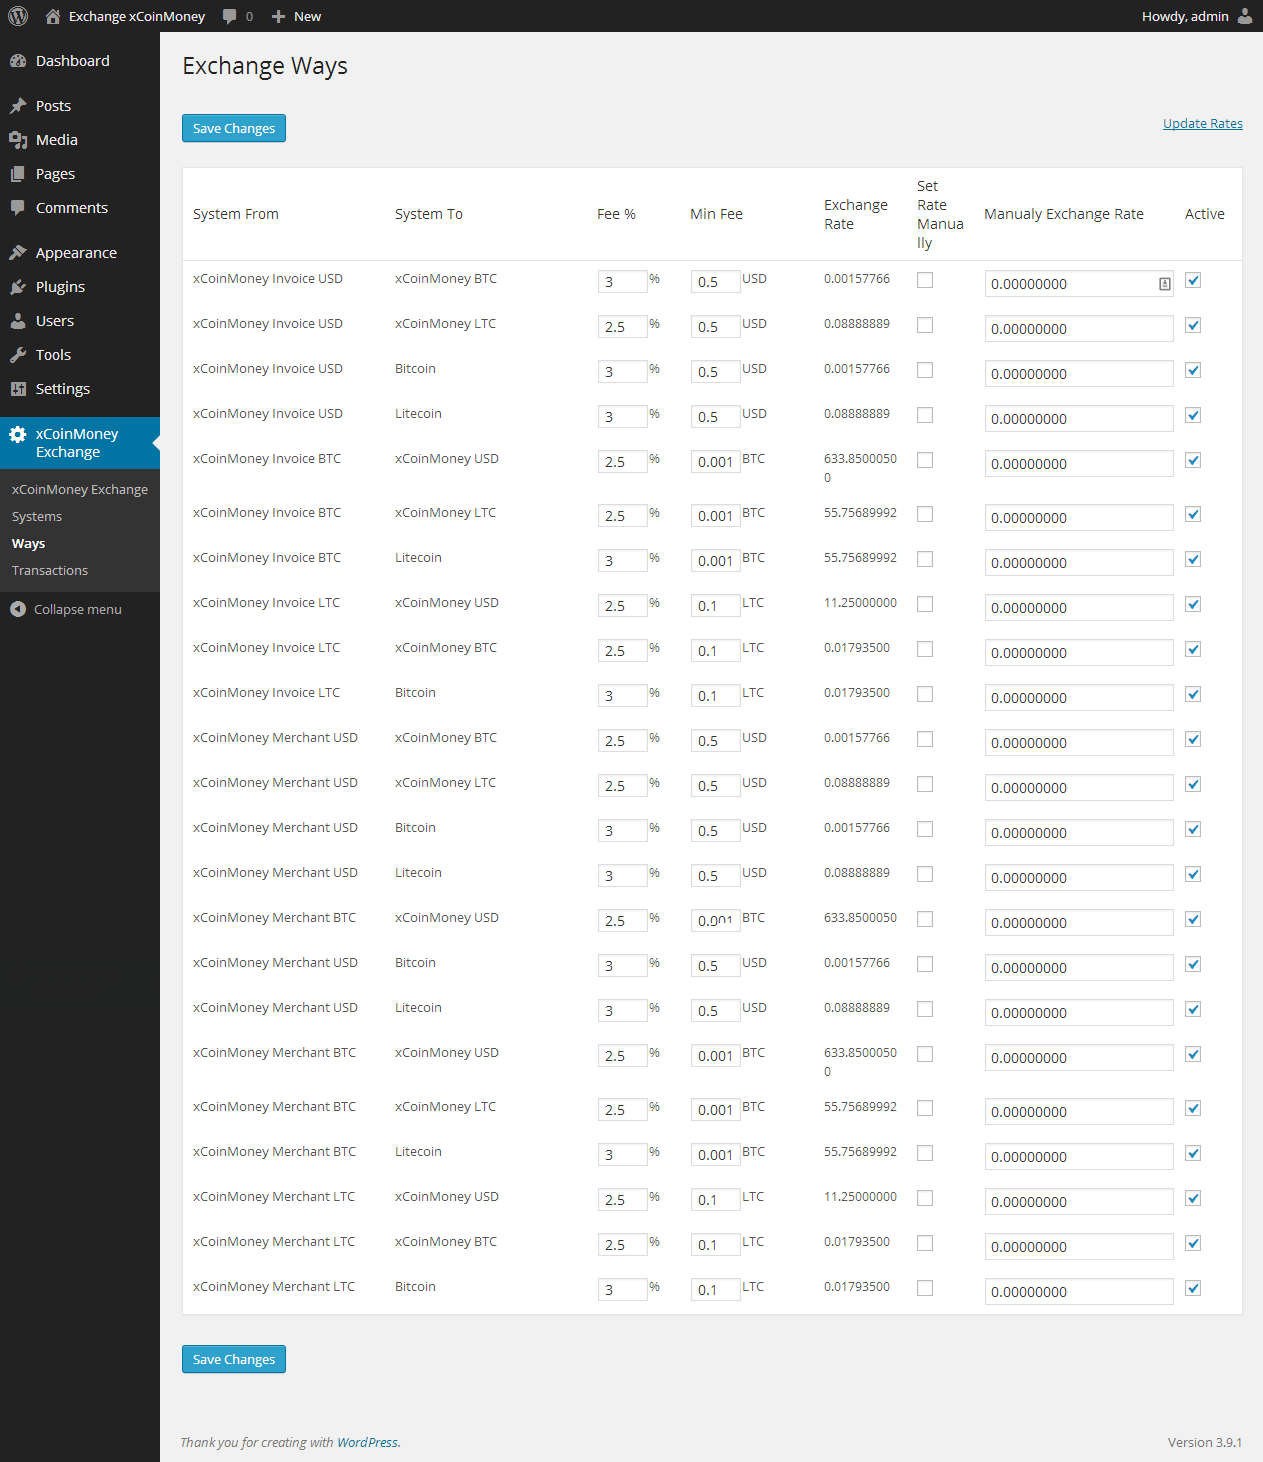 Exchange xCoinMoney 0 New Howdy, admin
Dashboard
Posts
Media
Pages
Comments
Appearance
Plugins
Users
Tools
Settings
xCoinMoney
Exchange
xCoinMoney Exchange
Systems
Ways
Transactions
Collapse menu
Exchange Ways
Save Changes Update Rates
System From System To Fee % Min Fee Exchange Rate Set Rate Manually Manualy Exchange Rate Active
xCoinMoney Invoice USD xCoinMoney BTC 3 % 0.5 USD 0.00157766 0.00000000
xCoinMoney Invoice USD xCoinMoney LTC 2.5 % 0.5 USD 0.08888889 0.00000000
xCoinMoney Invoice USD Bitcoin 3 % 0.5 USD 0.00157766 0.00000000
xCoinMoney Invoice USD Litecoin 3 % 0.5 USD 0.08888889 0.00000000
xCoinMoney Invoice BTC xCoinMoney USD 2.5 % 0.001 BTC 633.8500050 0.00000000
0
xCoinMoney Invoice BTC xCoinMoney LTC 2.5 % 0.001 BTC 55.75689992 0.00000000
xCoinMoney Invoice BTC Litecoin 3 % 0.001 BTC 55.75689992 0.00000000
xCoinMoney Invoice LTC xCoinMoney USD 2.5 % 0.1 LTC 11.25000000 0.00000000
xCoinMoney Invoice LTC xCoinMoney BTC 2.5 % 0.1 LTC 0.01793500 0.00000000
xCoinMoney Invoice LTC Bitcoin 3 % 0.1 LTC 0.01793500 0.00000000
xCoinMoney Merchant USD xCoinMoney BTC 2.5 % 0.5 USD 0.00157766 0.00000000
xCoinMoney Merchant USD xCoinMoney LTC 2.5 % 0.5 USD 0.08888889 0.00000000
xCoinMoney Merchant USD Bitcoin 3 % 0.5 USD 0.00157766 0.00000000
xCoinMoney Merchant USD Litecoin 3 % 0.5 USD 0.08888889 0.00000000
xCoinMoney Merchant BTC xCoinMoney USD 2.5 % 0.001 BTC 633.8500050 0.00000000
xCoinMoney Merchant USD Bitcoin 3 % 0.5 USD 0.00157766 0.00000000
xCoinMoney Merchant USD Litecoin 3 % 0.5 USD 0.08888889 0.00000000
xCoinMoney Merchant BTC xCoinMoney USD 2.5 % 0.001 BTC 633.8500050 0.00000000
0
xCoinMoney Merchant BTC xCoinMoney LTC 2.5 % 0.001 BTC 55.75689992 0.00000000
xCoinMoney Merchant BTC Litecoin 3 % 0.001 BTC 55.75689992 0.00000000
xCoinMoney Merchant LTC xCoinMoney USD 2.5 % 0.1 LTC 11.25000000 0.00000000
xCoinMoney Merchant LTC xCoinMoney BTC 2.5 % 0.1 LTC 0.01793500 0.00000000
xCoinMoney Merchant LTC Bitcoin 3 % 0.1 LTC 0.01793500 0.00000000
Save Changes
Thank you for creating with WordPress. Version 3.9.1